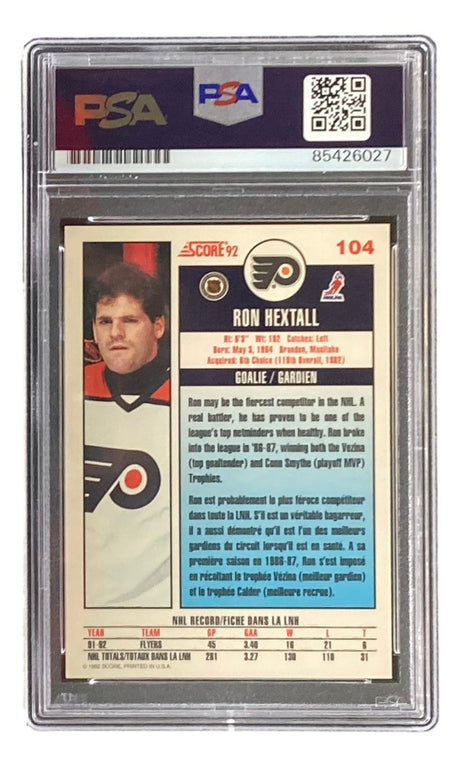 PSA
PSA
85426027
SCORE '92
104
RON HEXTALL
Ht: 6'3" Wt: 192 Catches: Left
Born: May 3, 1964 Brandon, Manitoba
Acquired: 6th Choice (119th Overall, 1982)
GOALIE / GARDIEN
Ron may be the fiercest competitor in the NHL. A
real battler, he has proven to be one of the
league's top netminders when healthy. Ron broke
into the league in '86-87, winning both the Vezina
(top goaltender) and Conn Smythe (playoff MVP)
Trophies.
Ron est probablement le plus féroce compétiteur
dans toute la LNH. S'il est un véritable bagarreur,
il a aussi démontré qu'il est l'un des meilleurs
gardiens du circuit lorsqu'il est en santé. A sa
première saison en 1986-87, Ron s'est imposé
en récoltant le trophée Vézina (meilleur gardien)
et le trophée Calder (meilleure recrue).
NHL RECORD/FICHE DANS LA LNH
YEAR TEAM GP GAA W L T
91-92 FLYERS 45 3.40 16 21 6
NHL TOTALS/TOTAUX DANS LA LNH 281 3.27 130 110 31
© 1992 SCORE, PRINTED IN U.S.A.